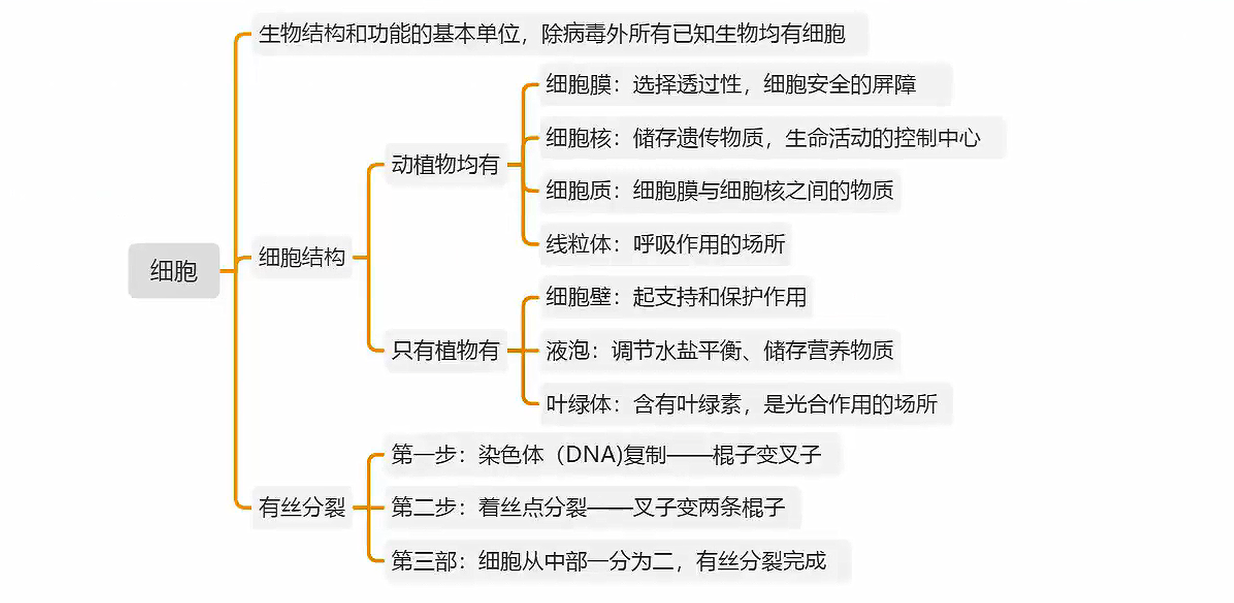 生物结构和功能的基本单位，除病毒外所有已知生物均有细胞
细胞膜：选择透过性，细胞安全的屏障
细胞核：储存遗传物质，生命活动的控制中心
动植物均有
细胞质：细胞膜与细胞核之间的物质
线粒体：呼吸作用的场所
细胞结构
细胞
细胞壁：起支持和保护作用
只有植物有
液泡：调节水盐平衡、储存营养物质
叶绿体：含有叶绿素，是光合作用的场所
第一步：染色体（DNA)复制——棍子变叉子
有丝分裂
第二步：着丝点分裂——叉子变两条棍子
第三部：细胞从中部一分为二，有丝分裂完成